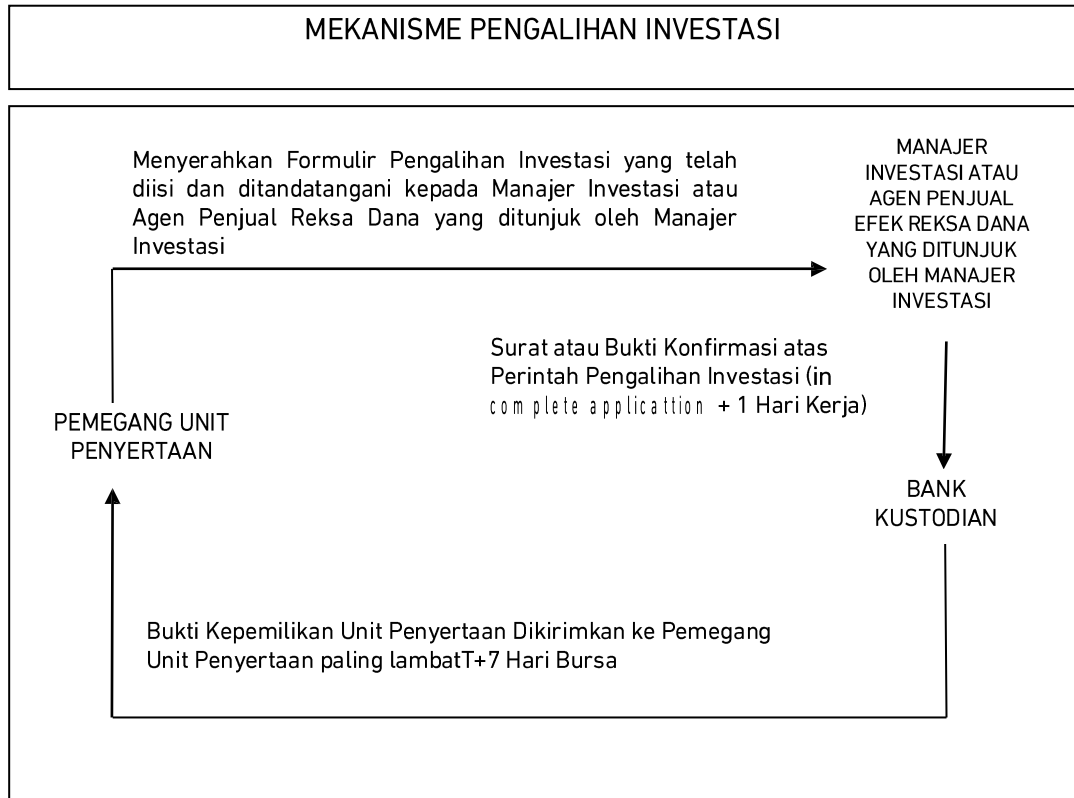 MEKANISME PENGALIHAN INVESTASI
Menyerahkan Formulir Pengalihan Investasi yang telah
diisi dan ditandatangani kepada Manajer Investasi atau
Agen Penjual Reksa Dana yang ditunjuk oleh Manajer
Investasi
MANAJER
INVESTASI ATAU
AGEN PENJUAL
EFEK REKSA DANA
YANG DITUNJUK
OLEH MANAJER
INVESTASI
Surat atau Bukti Konfirmasi atas
Perintah Pengalihan Investasi (in
complete applicattion + 1 Hari Kerja)
PEMEGANG UNIT
PENYERTAAN
BANK
KUSTODIAN
Bukti Kepemilikan Unit Penyertaan Dikirimkan ke Pemegang
Unit Penyertaan paling lambatT+7 Hari Bursa